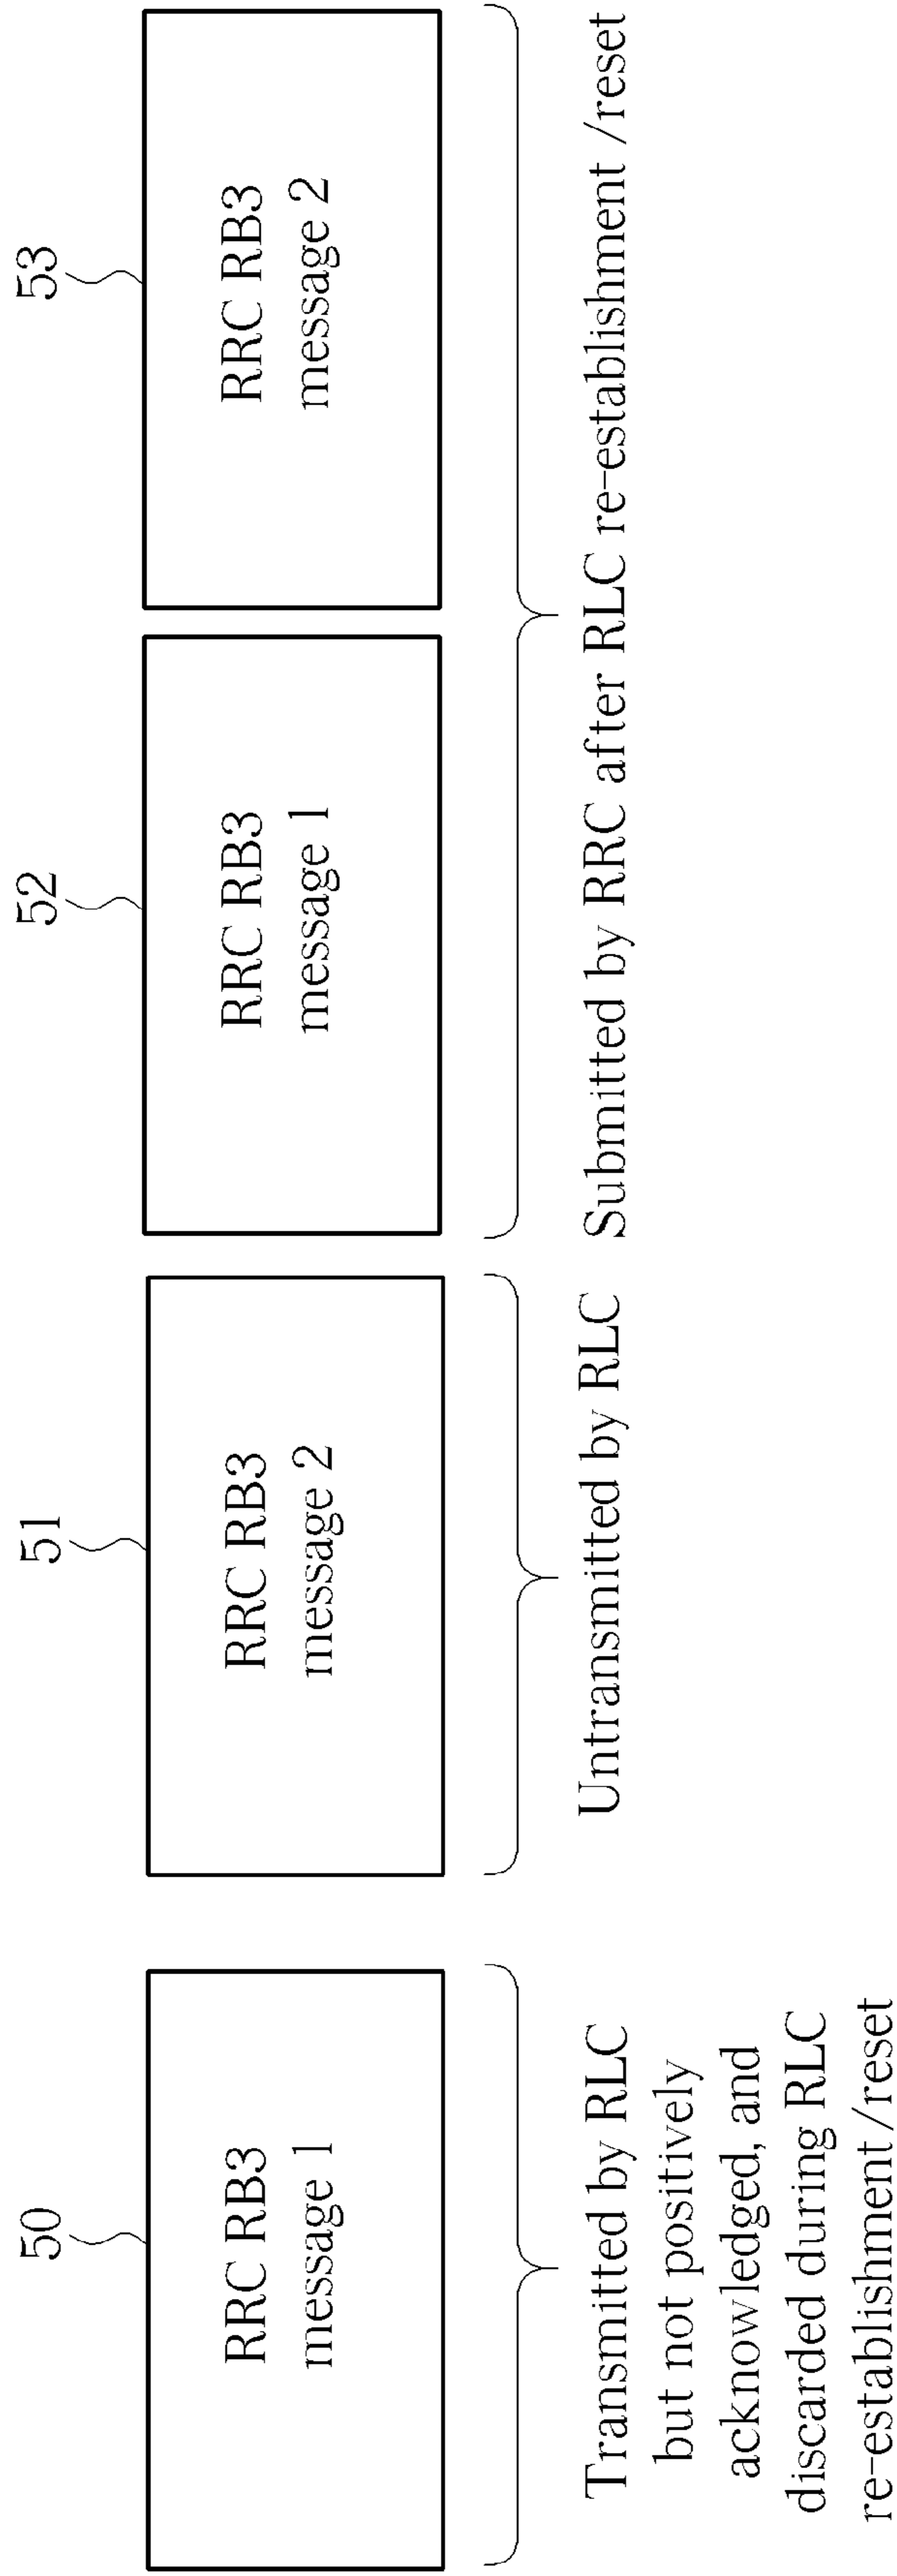 50
RRC RB3
message 1
Transmitted by RLC
but not positively
acknowledged, and
discarded during RLC
re-establishment/reset
51
RRC RB3
message 2
Untransmitted by RLC
52
RRC RB3
message 1
53
RRC RB3
message 2
Submitted by RRC after RLC re-establishment/reset